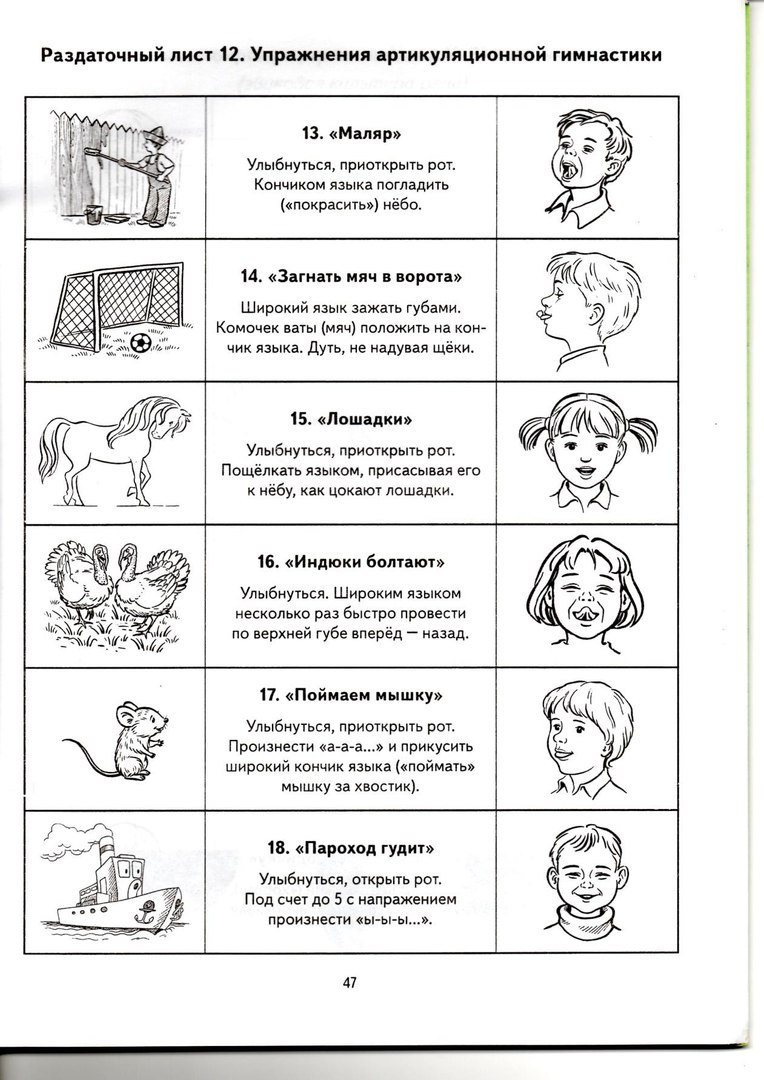 Раздаточный лист 12. Упражнения артикуляционной гимнастики
13. «Маляр»
Улыбнуться, приоткрыть рот.
Кончиком языка погладить
(«покрасить») нёбо.
14. «Загнать мяч в ворота»
Широкий язык зажать губами.
Комочек ваты (мяч) положить на кон-
чик языка. Дуть, не надувая щёки.
15. «Лошадки»
Улыбнуться, приоткрыть рот.
Пощёлкать языком, присасывая его
к нёбу, как цокают лошадки.
16. «Индюки болтают»
Улыбнуться. Широким языком
несколько раз быстро провести
по верхней губе вперёд — назад.
17. «Поймаем мышку»
Улыбнуться, приоткрыть рот.
Произнести «а-а-а...» и прикусить
широкий кончик языка («поймать»
мышку за хвостик).
18. «Пароход гудит»
Улыбнуться, открыть рот.
Под счет до 5 с напряжением
произнести «ы-ы-ы...».
47